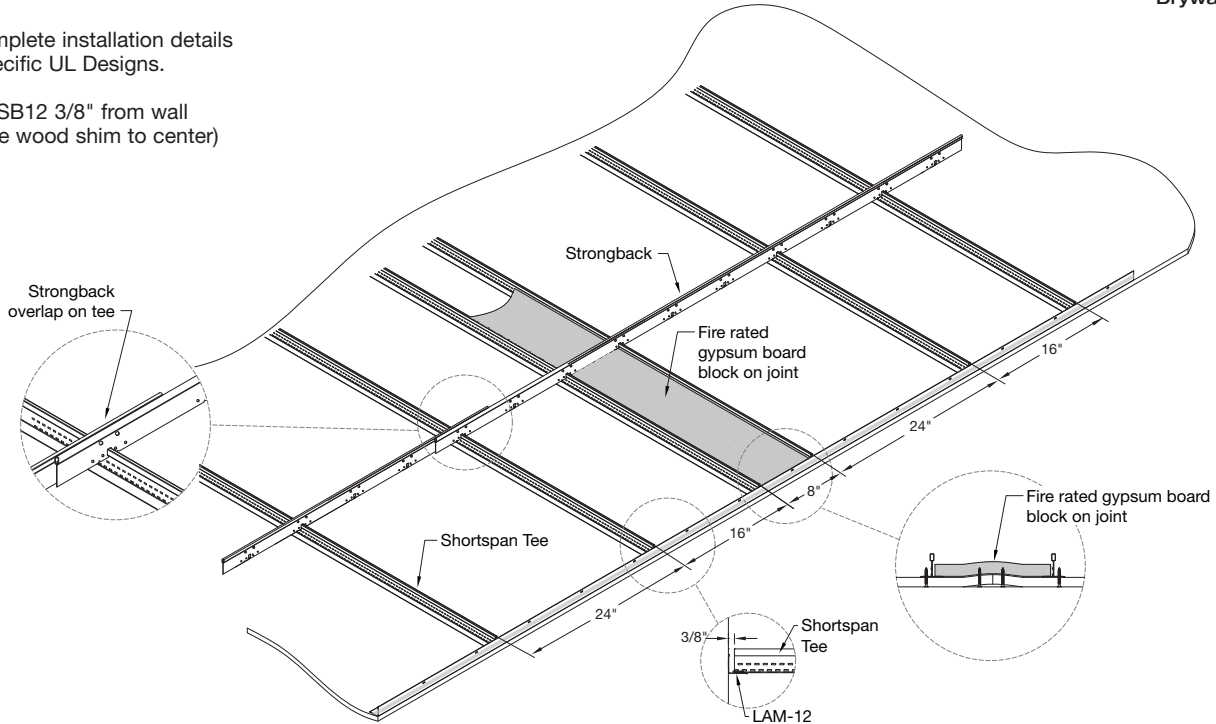 Drywa
mplete installation details
ecific UL Designs.
SB12 3/8" from wall
e wood shim to center)
Strongback
Strongback
overlap on tee
Fire rated
gypsum board
block on joint
16"
24"
8"
16"
24"
Fire rated gypsum board
block on joint
Shortspan Tee
3/8"
Shortspan
Tee
LAM-12